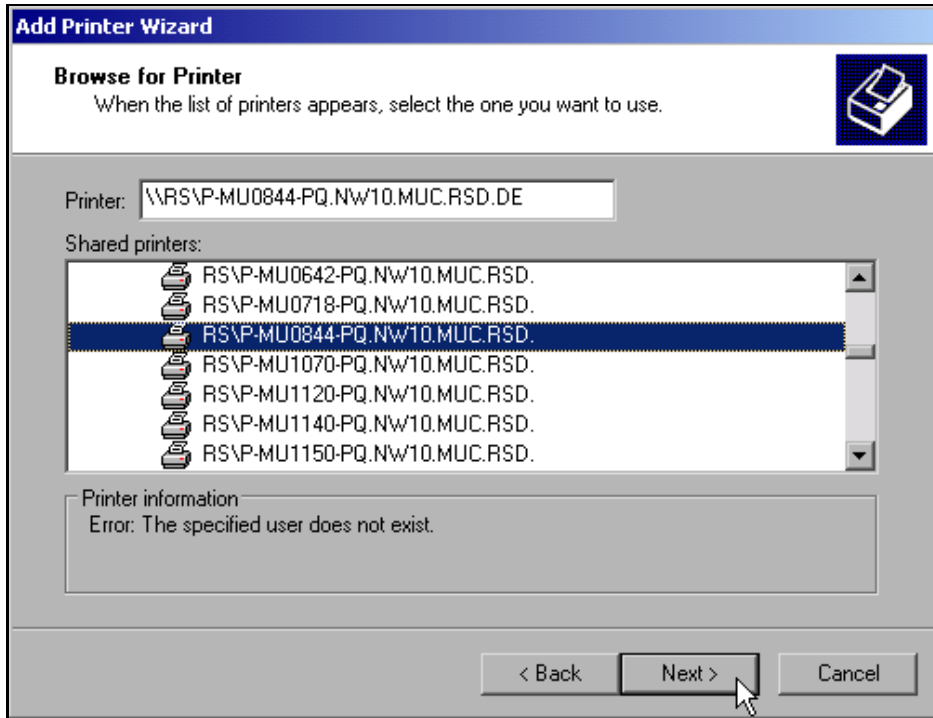 Add Printer Wizard
Browse for Printer
When the list of printers appears, select the one you want to use.
Printer: \\RS\P-MU0844-PQ.NW10.MUC.RSD.DE
Shared printers:
RS\P-MU0642-PQ.NW10.MUC.RSD.
RS\P-MU0718-PQ.NW10.MUC.RSD.
RS\P-MU0844-PQ.NW10.MUC.RSD.
RS\P-MU1070-PQ.NW10.MUC.RSD.
RS\P-MU1120-PQ.NW10.MUC.RSD.
RS\P-MU1140-PQ.NW10.MUC.RSD.
RS\P-MU1150-PQ.NW10.MUC.RSD.
Printer information
Error: The specified user does not exist.
< Back Next > Cancel